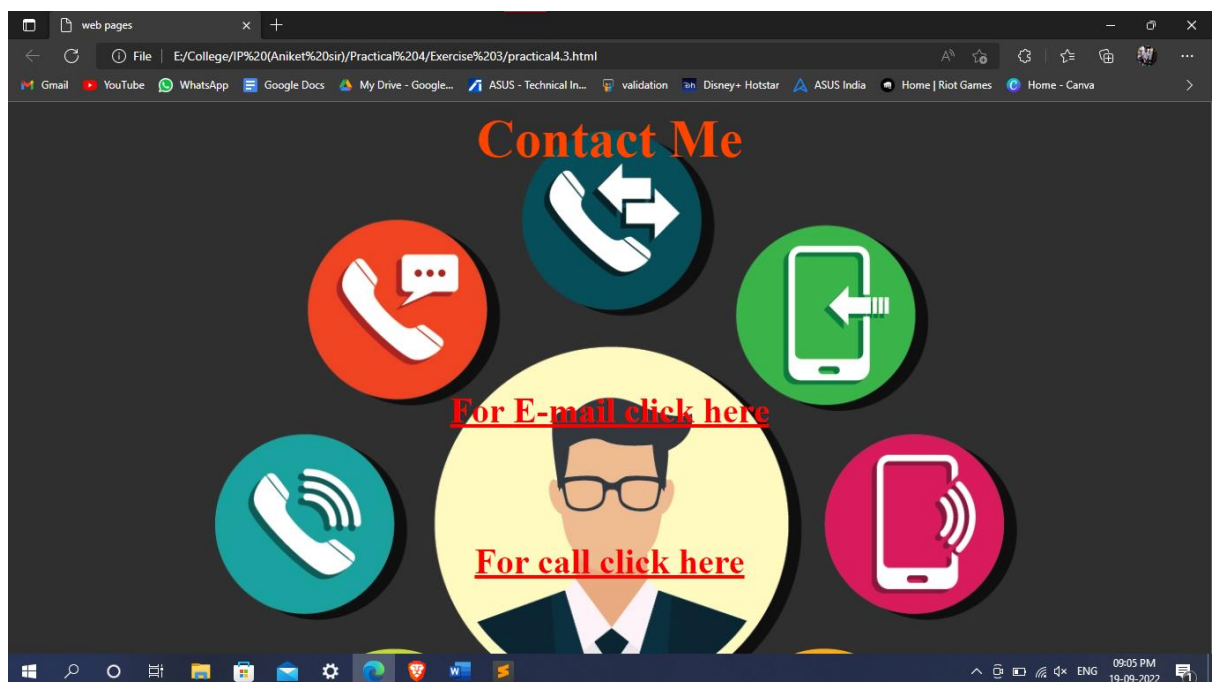 web pages
File E:/College/IP%20(Aniket%20sir)/Practical%204/Exercise%203/practical4.3.html
Gmail YouTube WhatsApp Google Docs My Drive - Google... ASUS - Technical In... validation Disney+ Hotstar ASUS India Home | Riot Games Home - Canva
Contact Me
For E-mail click here
For call click here
ENG 09:05 PM
19-09-2022